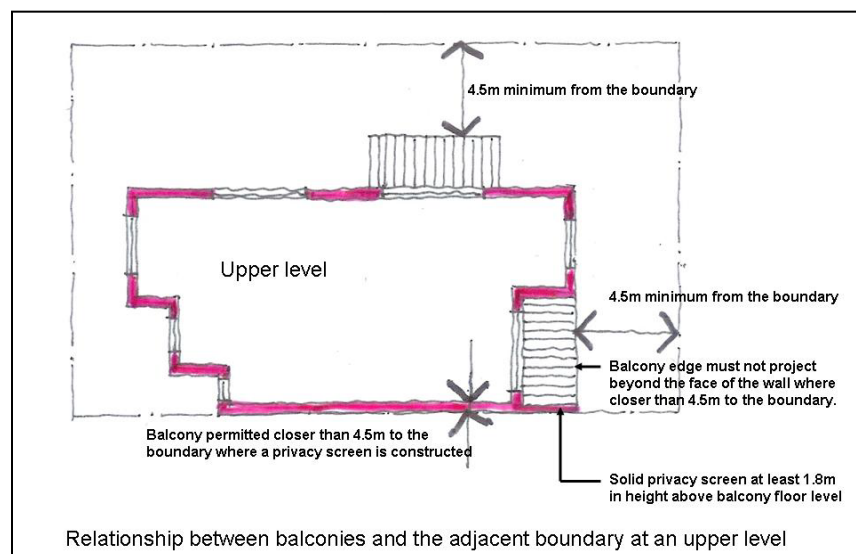 4.5m minimum from the boundary
Upper level
4.5m minimum from the boundary
Balcony edge must not project
beyond the face of the wall where
closer than 4.5m to the boundary.
Balcony permitted closer than 4.5m to the
boundary where a privacy screen is constructed
Solid privacy screen at least 1.8m
in height above balcony floor level
Relationship between balconies and the adjacent boundary at an upper level